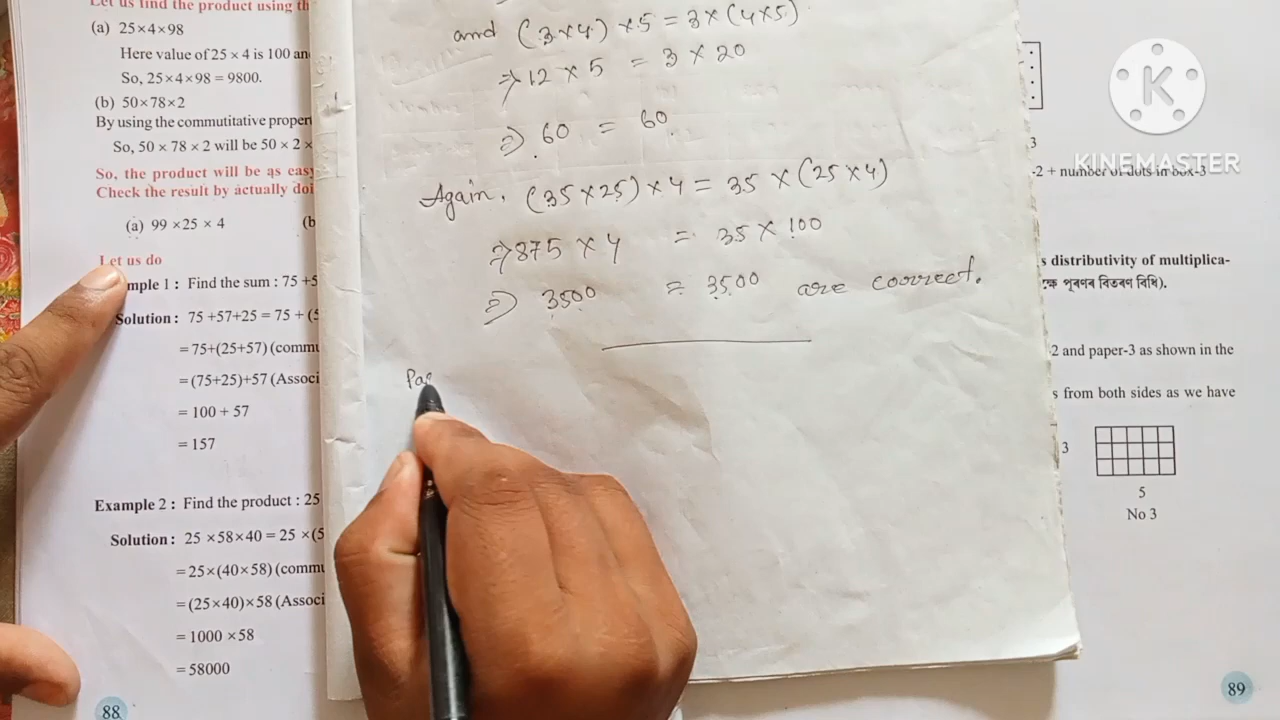 Let us find the product using th
(a) 25×4×98
Here value of 25 × 4 is 100 an
So, 25×4×98 = 9800.
(b) 50×78×2
By using the commutative proper
So, 50 × 78 × 2 will be 50 × 2 ×
So, the product will be as easy
Check the result by actually doi
(a) 99 ×25 × 4 (b
Let us do
mple 1 : Find the sum : 75 +5
Solution : 75 +57+25 = 75 + (5
= 75+(25+57) (commu
= (75+25)+57 (Associ
= 100 + 57
= 157
Example 2 : Find the product : 25
Solution : 25 ×58×40 = 25 ×(5
= 25×(40×58) (commu
= (25×40)×58 (Associ
= 1000 ×58
= 58000
88
and (3×4) × 5 = 3×(4×5)
⇒ 12 × 5 = 3 × 20
⇒ 60 = 60
Again, (35×25)×4 = 35 × (25×4)
⇒ 875 × 4 = 35 × 100
⇒ 3500 = 3500 are correct.
Pag
KINEMASTER
3
-2 + number of dots in box-3
s distributivity of multiplica-
ক্ষে পূৰণৰ বিতৰণ বিধি).
2 and paper-3 as shown in the
s from both sides as we have
3
5
No 3
89